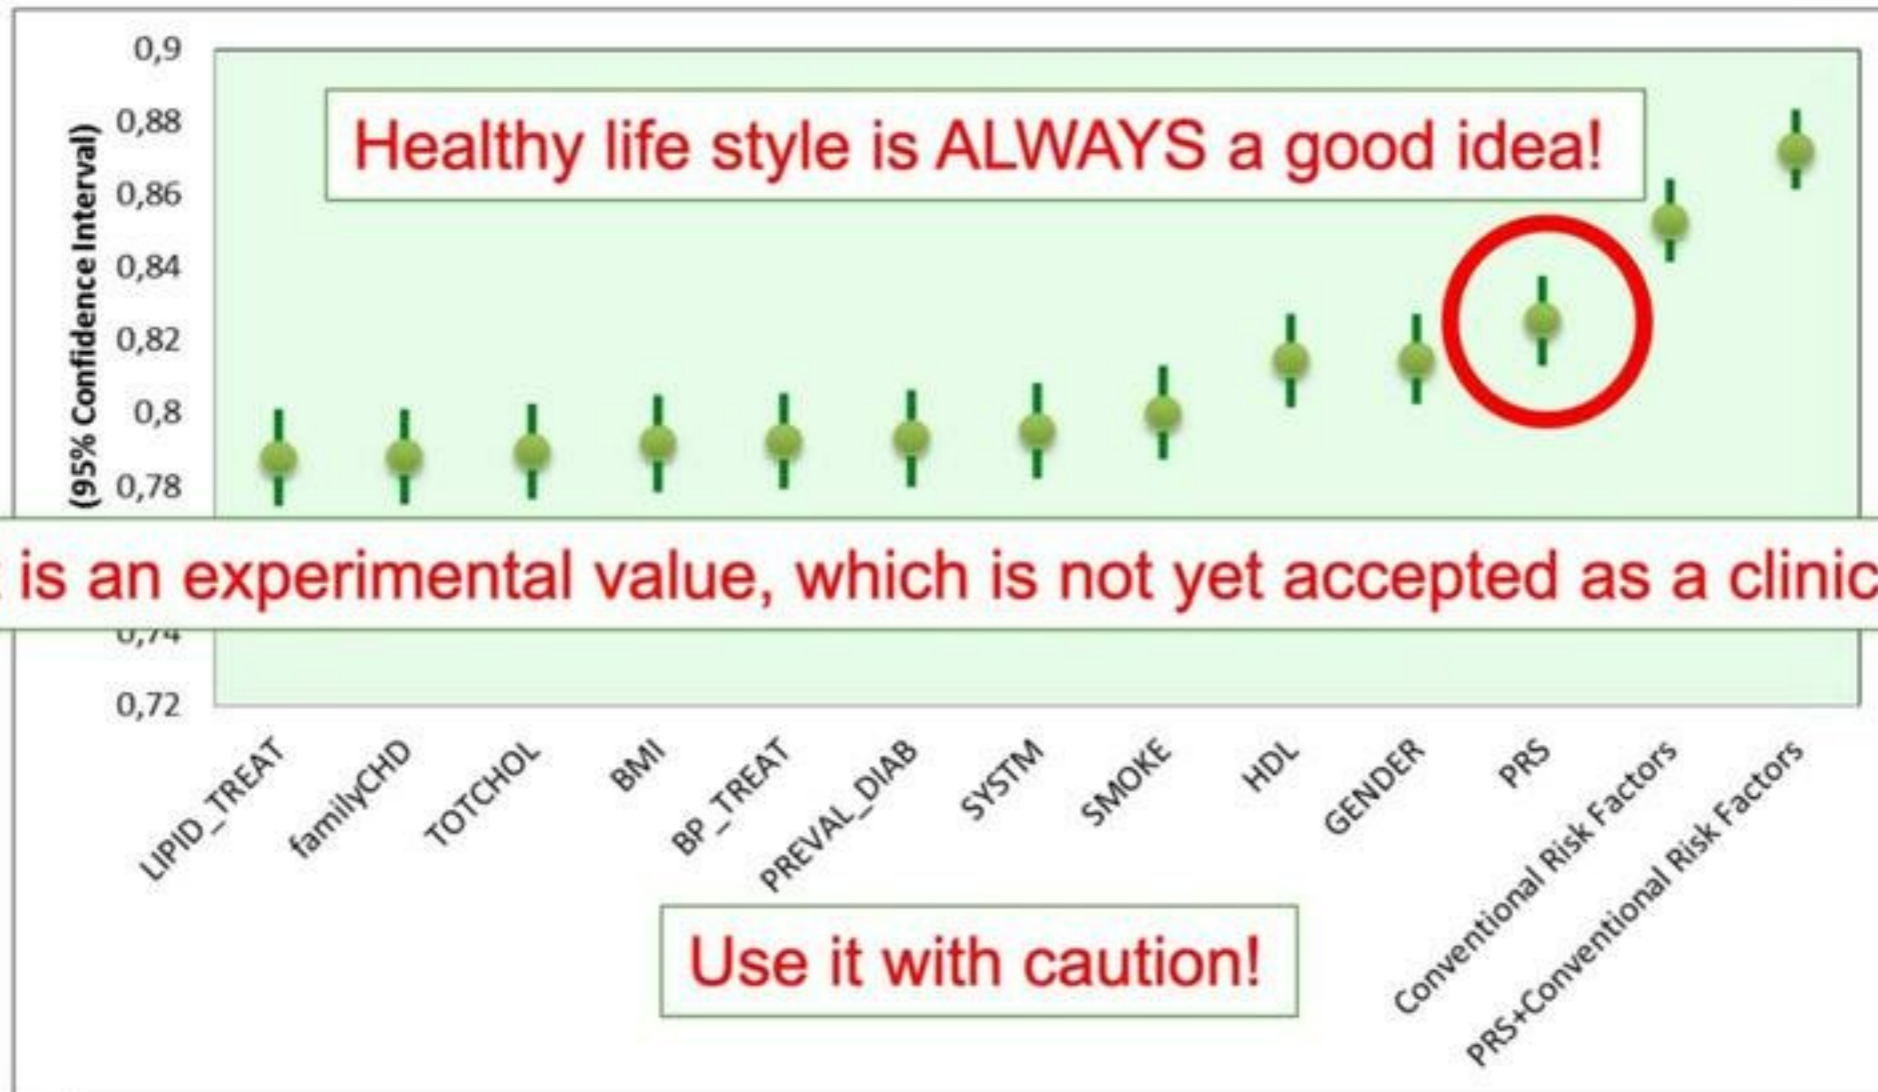 0,9
Healthy life style is ALWAYS a good idea!
0,88
0,86
0,84
0,82
0,8
0,78
(95% Confidence Interval)
is an experimental value, which is not yet accepted as a clinic
0,74
0,72
LIPID_TREAT
familyCHD
TOTCHOL
BMI
BP_TREAT
PREVAL_DIAB
SYSTM
SMOKE
HDL
GENDER
PRS
Conventional Risk Factors
PRS+Conventional Risk Factors
Use it with caution!